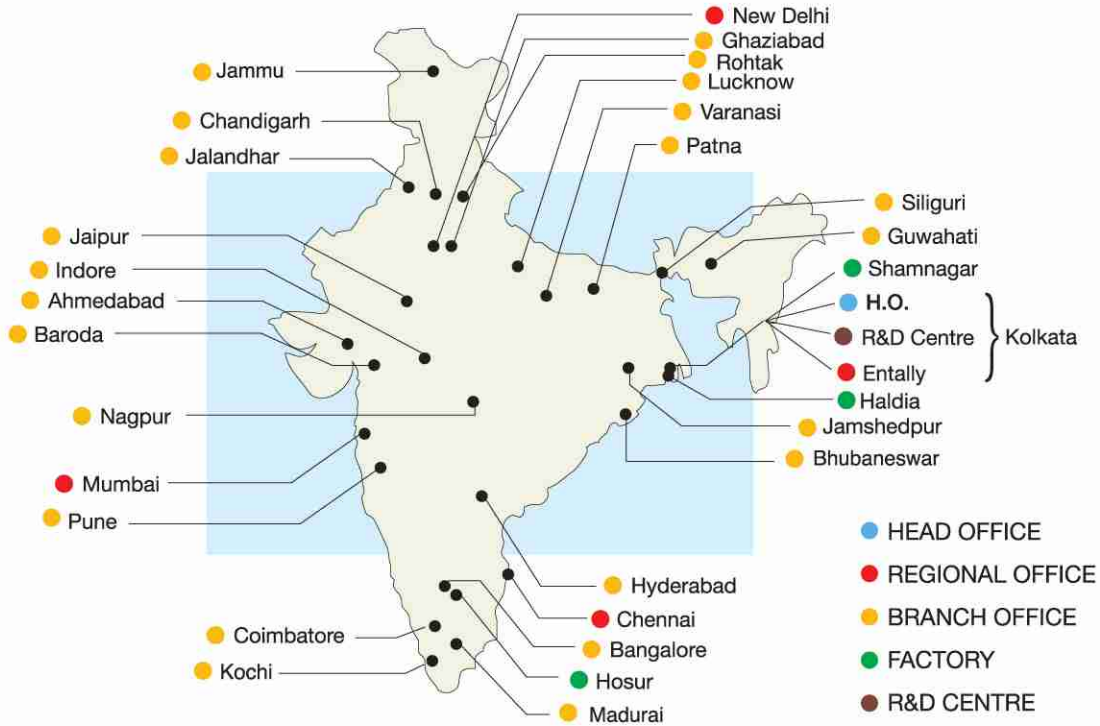 New Delhi
Ghaziabad
Rohtak
Lucknow
Varanasi
Patna
Jammu
Chandigarh
Jalandhar
Jaipur
Indore
Ahmedabad
Baroda
Nagpur
Mumbai
Pune
Coimbatore
Kochi
Siliguri
Guwahati
Shamnagar
H.O.
R&D Centre
Kolkata
Entally
Haldia
Jamshedpur
Bhubaneswar
Hyderabad
Chennai
Bangalore
Hosur
Madurai
HEAD OFFICE
REGIONAL OFFICE
BRANCH OFFICE
FACTORY
R&D CENTRE